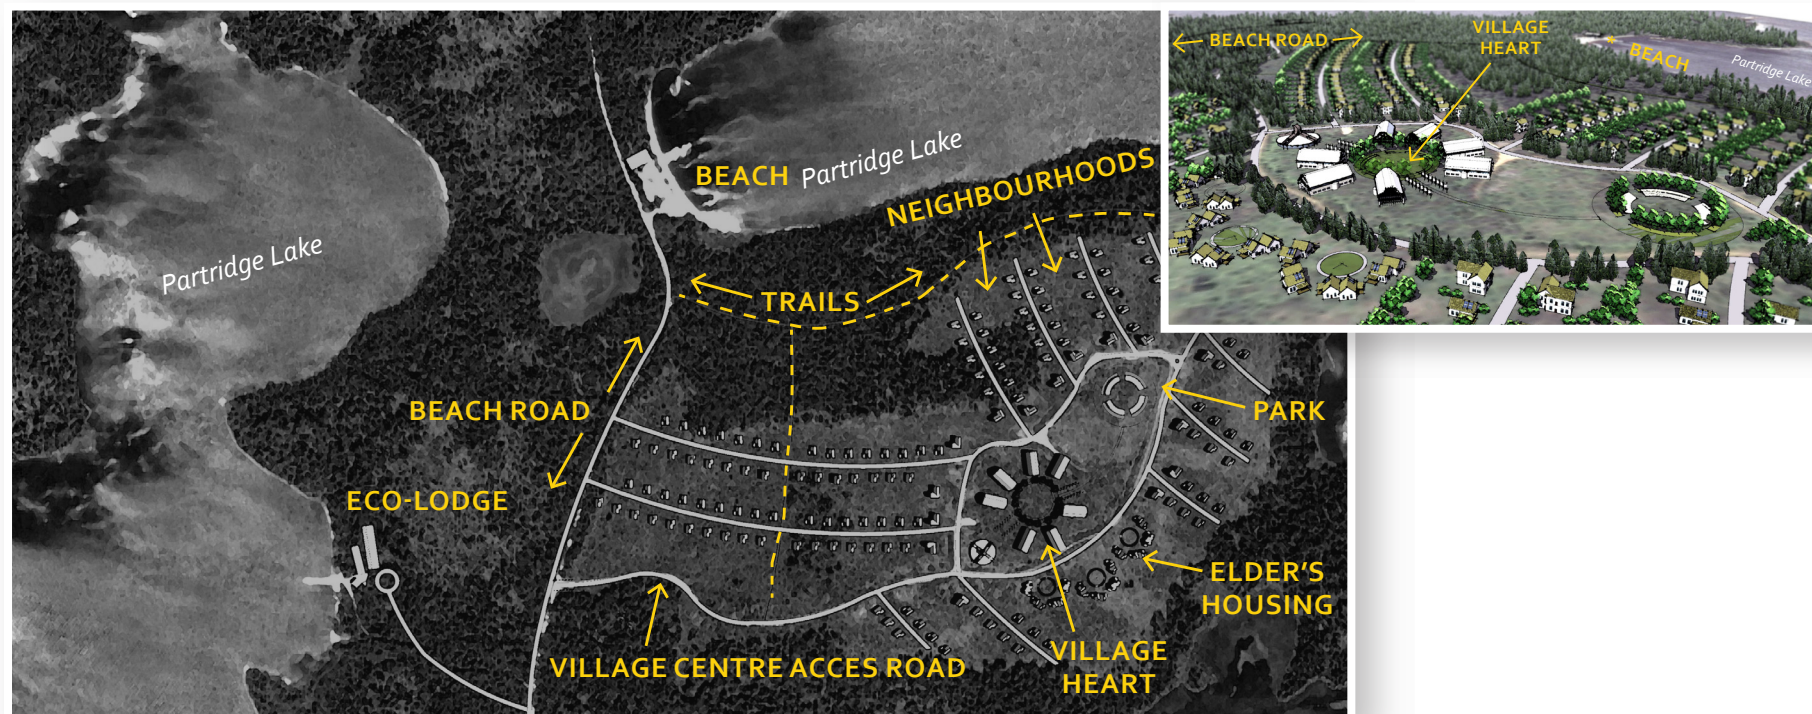 BEACH Partridge Lake
NEIGHBOURHOODS
Partridge Lake
TRAILS
BEACH ROAD
PARK
ECO-LODGE
ELDER'S
HOUSING
VILLAGE CENTRE ACCES ROAD
VILLAGE
HEART
BEACH ROAD
VILLAGE
HEART
BEACH
Partridge Lake